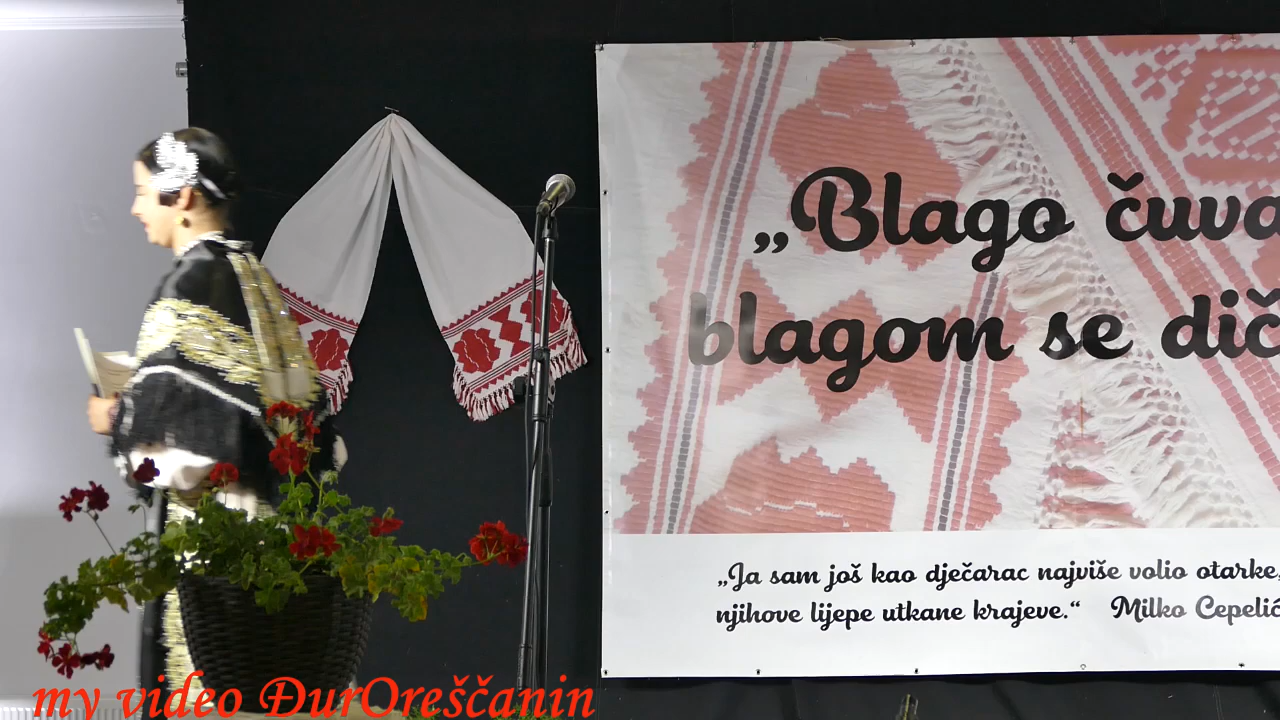 „Blago čuva
blagom se dič
„Ja sam još kao dječarac najviše volio otarke,
njihove lijepe utkane krajeve.“ Milko Cepelić
my video ĐurOreščanin